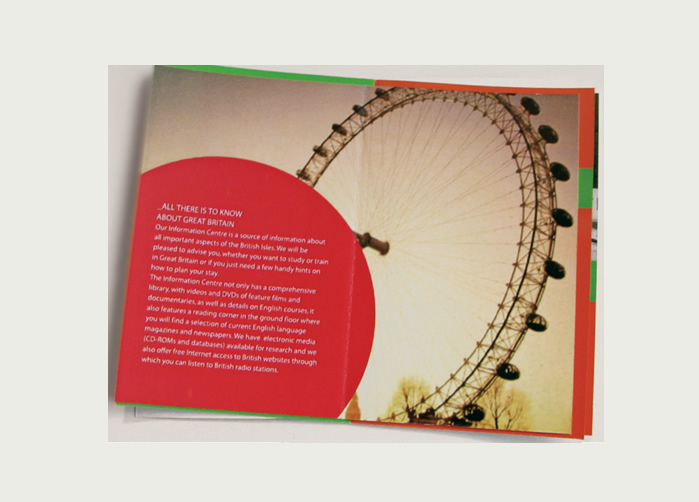 ...ALL THERE IS TO KNOW
ABOUT GREAT BRITAIN
Our Information Centre is a source of information about
all important aspects of the British Isles. We will be
pleased to advise you, whether you want to study or train
in Great Britain or if you just need a few handy hints on
how to plan your stay.
The Information Centre not only has a comprehensive
library, with videos and DVDs of feature films and
documentaries, as well as details on English courses, it
also features a reading corner in the ground floor where
you will find a selection of current English language
magazines and newspapers. We have electronic media
(CD-ROMs and databases) available for research and we
also offer free Internet access to British websites through
which you can listen to British radio stations.